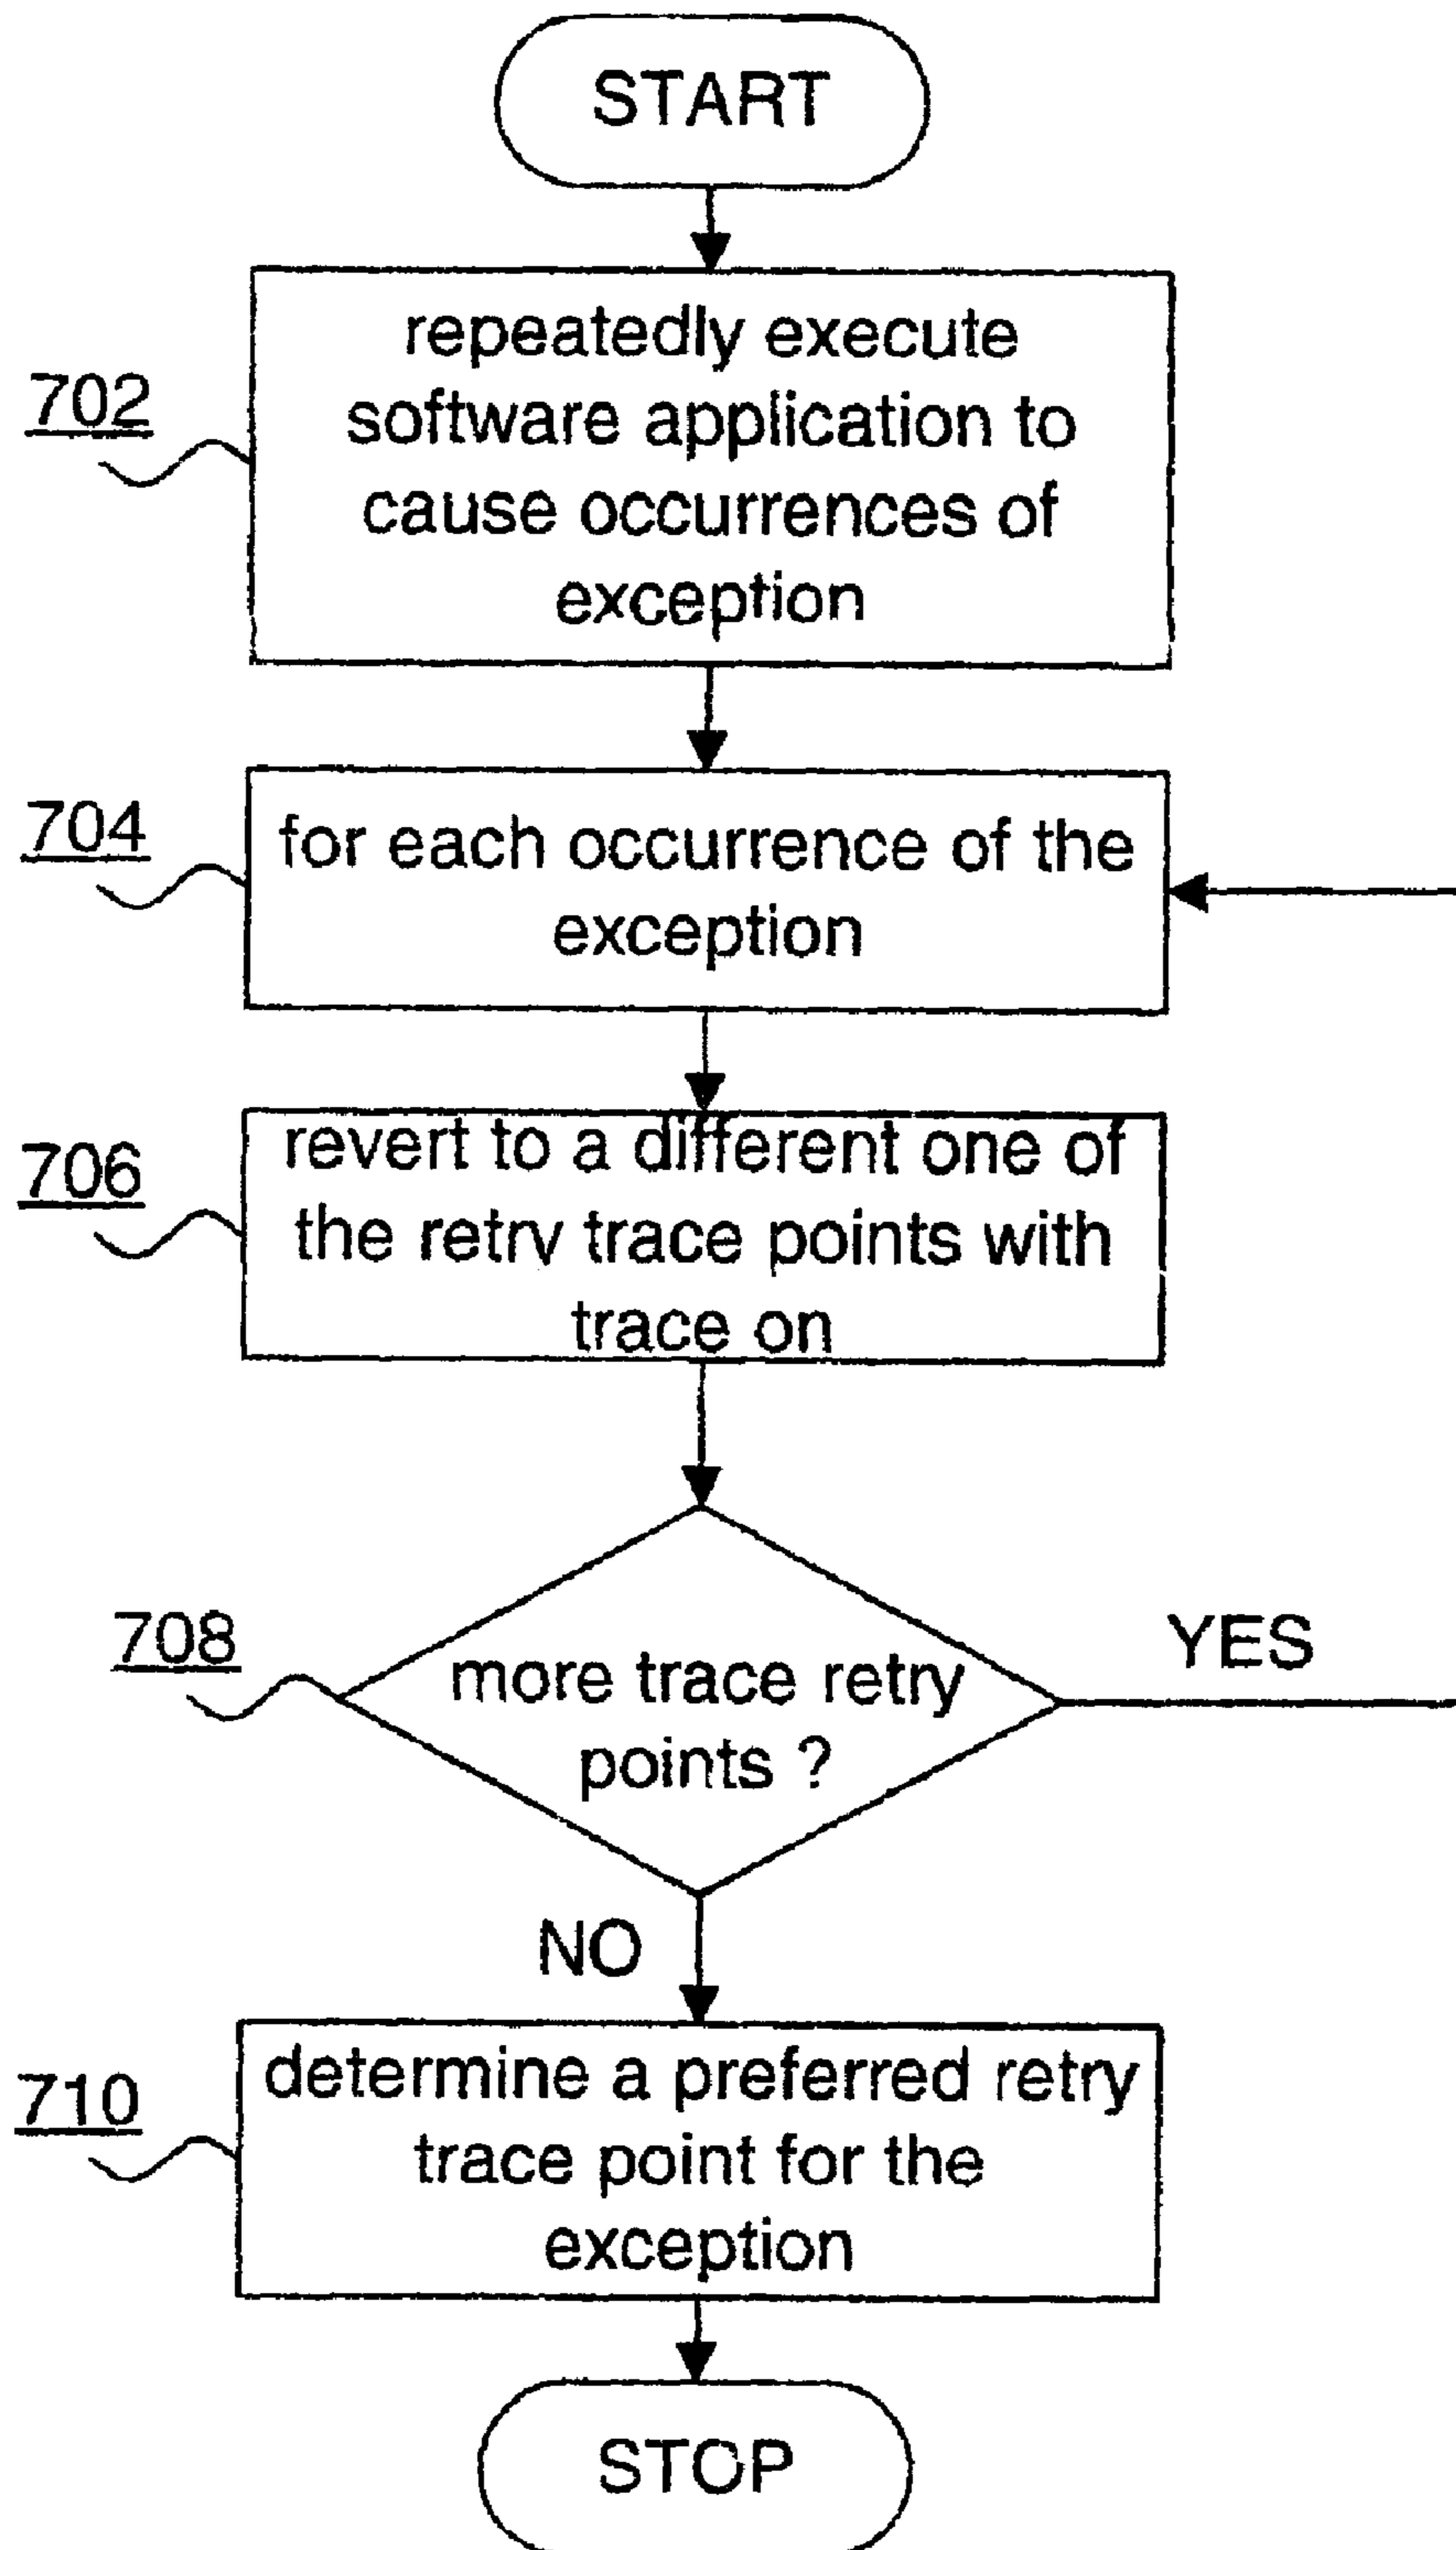 START
702
repeatedly execute
software application to
cause occurrences of
exception
704
for each occurrence of the
exception
706
revert to a different one of
the retry trace points with
trace on
708
more trace retry
points ?
YES
NO
710
determine a preferred retry
trace point for the
exception
STOP